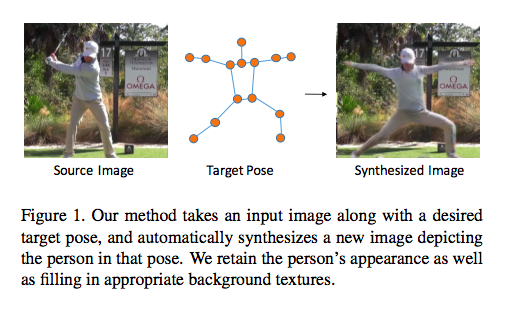 17
OMEGA
OMEGA
Source Image
Target Pose
Synthesized Image
Figure 1. Our method takes an input image along with a desired
target pose, and automatically synthesizes a new image depicting
the person in that pose. We retain the person's appearance as well
as filling in appropriate background textures.